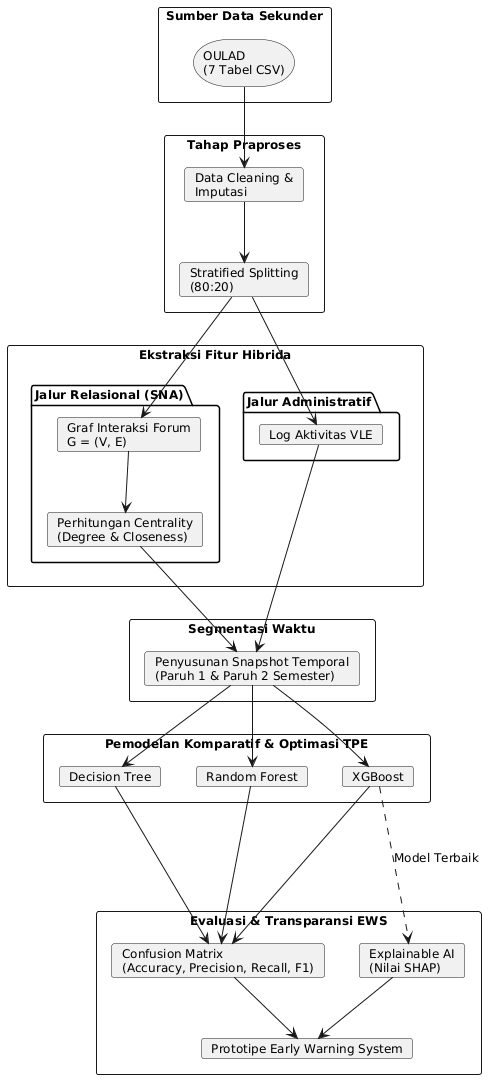 Sumber Data Sekunder
OULAD
(7 Tabel CSV)
Tahap Praproses
Data Cleaning &
Imputasi
Stratified Splitting
(80:20)
Ekstraksi Fitur Hibrida
Jalur Relasional (SNA)
Graf Interaksi Forum
G = (V, E)
Perhitungan Centrality
(Degree & Closeness)
Jalur Administratif
Log Aktivitas VLE
Segmentasi Waktu
Penyusunan Snapshot Temporal
(Paruh 1 & Paruh 2 Semester)
Pemodelan Komparatif & Optimasi TPE
Decision Tree
Random Forest
XGBoost
Model Terbaik
Evaluasi & Transparansi EWS
Confusion Matrix
(Accuracy, Precision, Recall, F1)
Explainable AI
(Nilai SHAP)
Prototipe Early Warning System